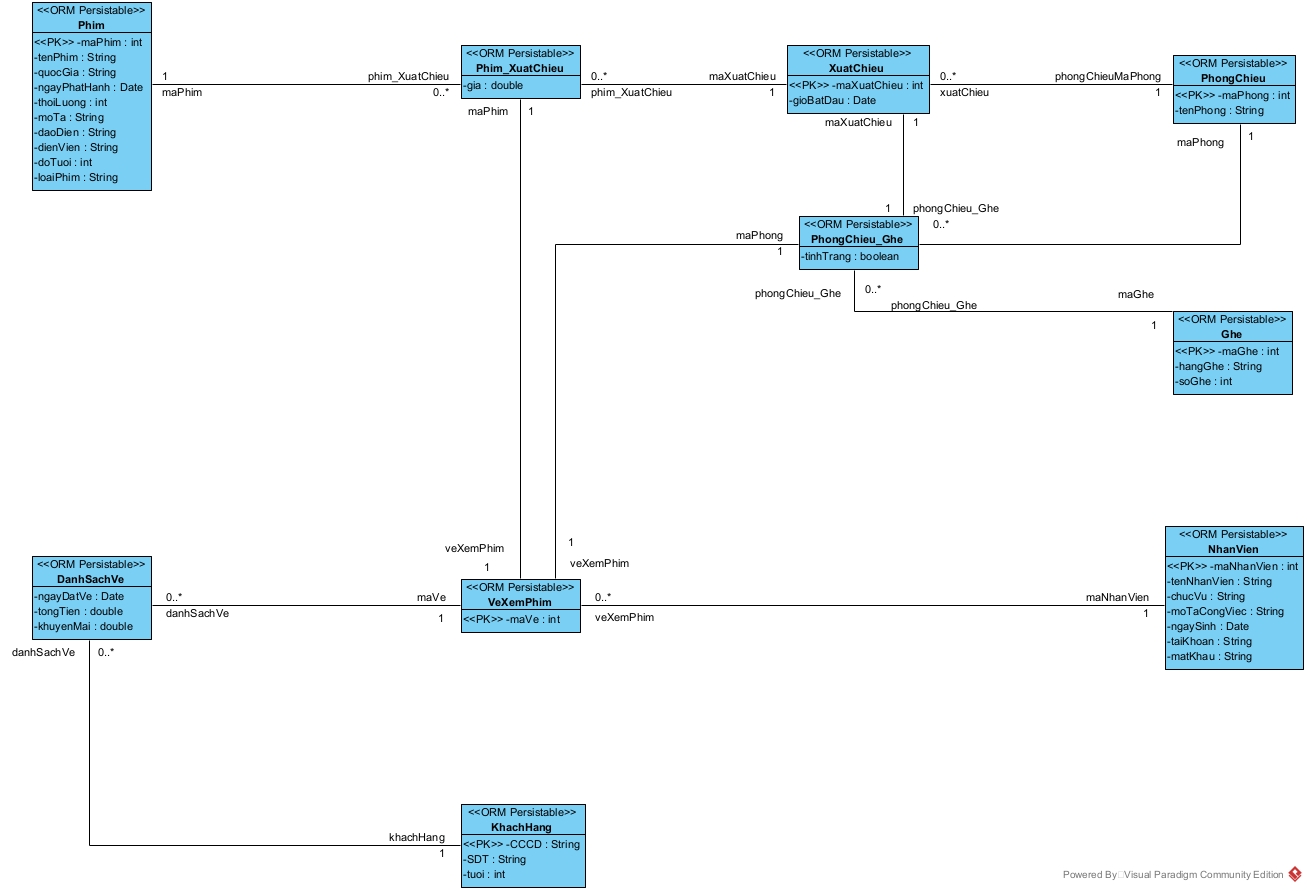 <<ORM Persistable>>
Phim
<<PK>> -maPhim : int
-tenPhim : String
-quocGia : String
-ngayPhatHanh : Date
-thoiLuong : int
-moTa : String
-daoDien : String
-dienVien : String
-doTuoi : int
-loaiPhim : String
1
maPhim
phim_XuatChieu
0..*
<<ORM Persistable>>
Phim_XuatChieu
-gia : double
maPhim
1
0..*
phim_XuatChieu
maXuatChieu
1
<<ORM Persistable>>
XuatChieu
<<PK>> -maXuatChieu : int
-gioBatDau : Date
maXuatChieu
1
0..*
xuatChieu
phongChieuMaPhong
1
<<ORM Persistable>>
PhongChieu
<<PK>> -maPhong : int
-tenPhong : String
1
maPhong
1
phongChieu_Ghe
0..*
maPhong
1
<<ORM Persistable>>
PhongChieu_Ghe
-tinhTrang : boolean
phongChieu_Ghe
0..*
phongChieu_Ghe
maGhe
1
<<ORM Persistable>>
Ghe
<<PK>> -maGhe : int
-hangGhe : String
-soGhe : int
veXemPhim
1
1
veXemPhim
<<ORM Persistable>>
DanhSachVe
-ngayDatVe : Date
-tongTien : double
-khuyenMai : double
0..*
danhSachVe
maVe
1
<<ORM Persistable>>
VeXemPhim
<<PK>> -maVe : int
0..*
veXemPhim
maNhanVien
1
<<ORM Persistable>>
NhanVien
<<PK>> -maNhanVien : int
-tenNhanVien : String
-chucVu : String
-moTaCongViec : String
-ngaySinh : Date
-taiKhoan : String
-matKhau : String
danhSachVe
0..*
khachHang
1
<<ORM Persistable>>
KhachHang
<<PK>> -CCCD : String
-SDT : String
-tuoi : int
Powered By Visual Paradigm Community Edition